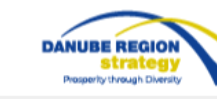 DANUBE REGION
strategy
Prosperity through Diversity